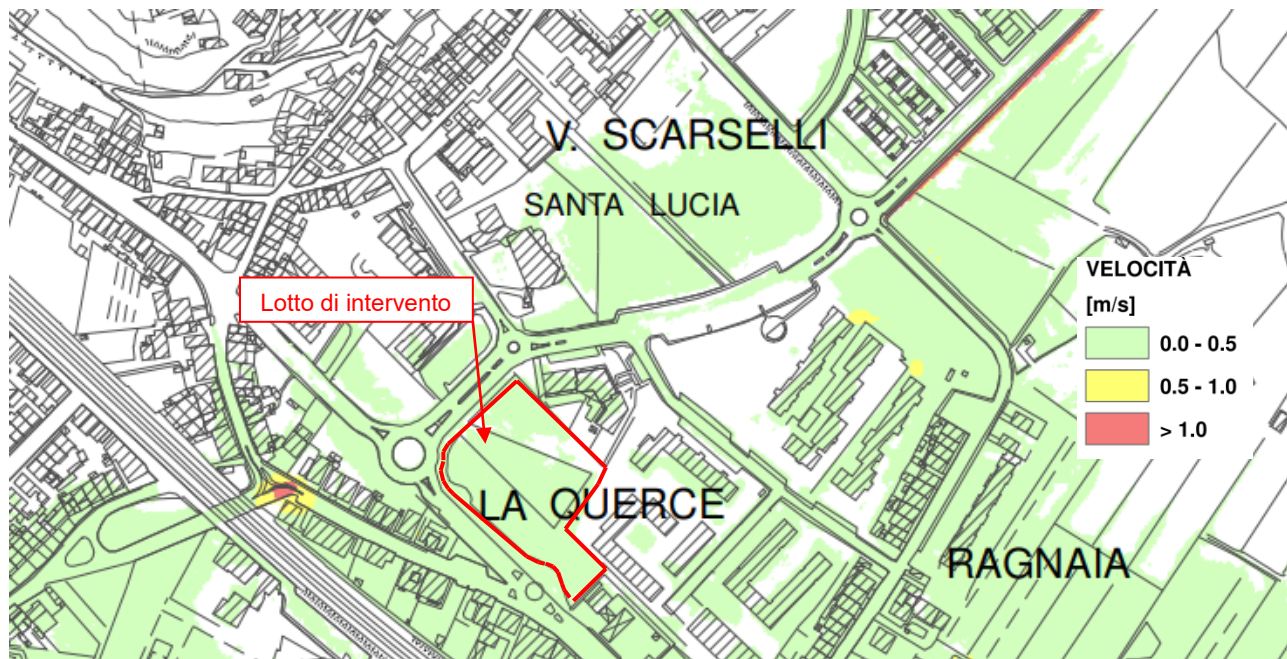 V. SCARSELLI
SANTA LUCIA
Lotto di intervento
VELOCITÀ
[m/s]
0.0 - 0.5
0.5 - 1.0
> 1.0
LA QUERCE
RAGNAIA